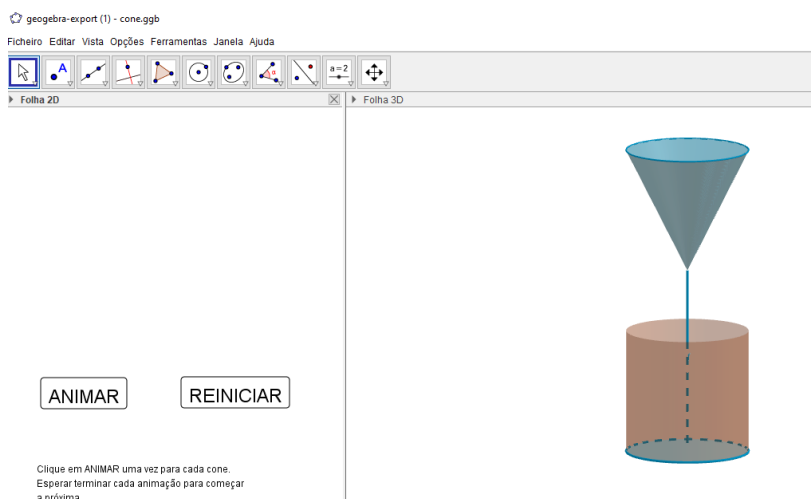 geogebra-export (1) - cone.ggb
Ficheiro Editar Vista Opções Ferramentas Janela Ajuda
A
α
a=2
Folha 2D
Folha 3D
ANIMAR
REINICIAR
Clique em ANIMAR uma vez para cada cone.
Esperar terminar cada animação para começar
a próxima